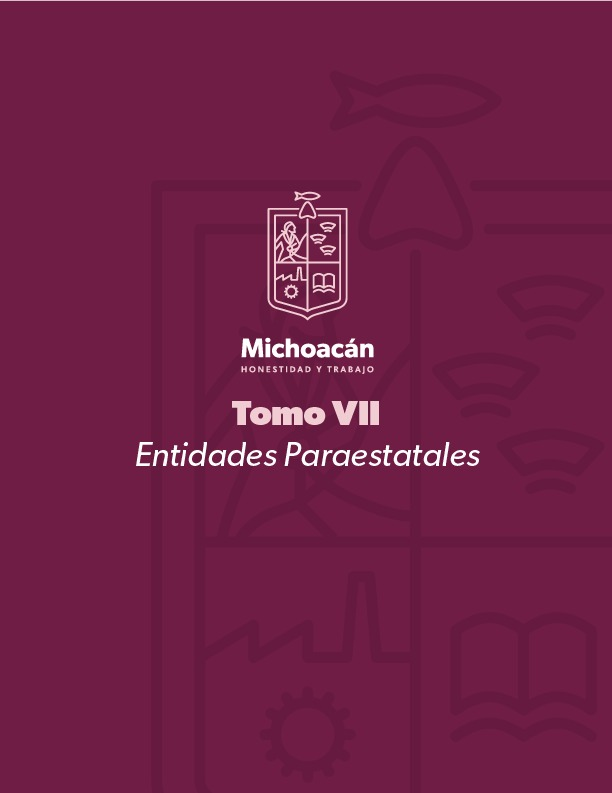 Michoacán
HONESTIDAD Y TRABAJO
Tomo VII
Entidades Paraestatales